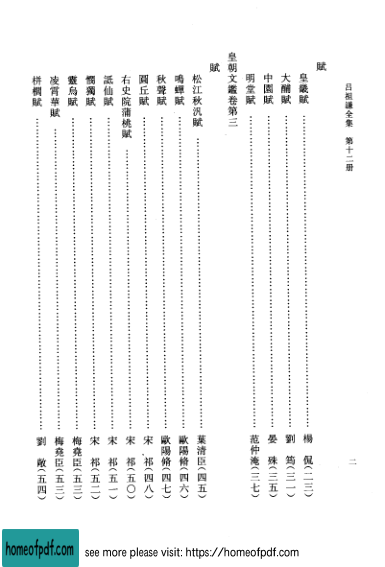 呂祖謙全集 第十二册
二
賦
皇畿賦……楊 侃(二三)
大酺賦……劉 筠(三一)
中園賦……晏 殊(三五)
明堂賦……范仲淹(三七)
皇朝文鑑卷第三
賦
松江秋汎賦……葉清臣(四五)
鳴蟬賦……歐陽脩(四六)
秋聲賦……歐陽脩(四七)
圜丘賦……宋 祁(四八)
右史院蒲桃賦……宋 祁(五〇)
詆仙賦……宋 祁(五一)
憫獨賦……宋 祁(五二)
靈烏賦……梅堯臣(五三)
凌霄華賦……梅堯臣(五三)
栟櫚賦……劉 敞(五四)
homeofpdf.com
see more please visit: https://homeofpdf.com